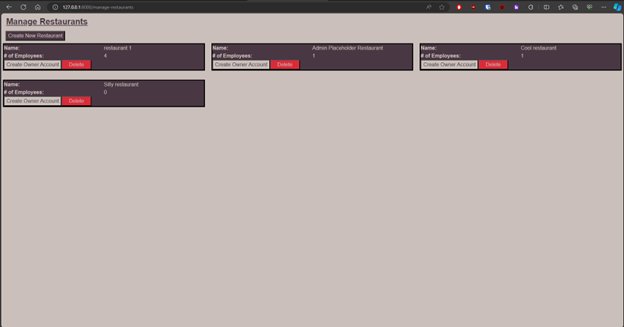 127.0.0.1:8000/manage-restaurants
Manage Restaurants
Create New Restaurant
Name: restaurant 1
# of Employees: 4
Create Owner Account Delete
Name: Admin Placeholder Restaurant
# of Employees: 1
Create Owner Account Delete
Name: Cool restaurant
# of Employees: 1
Create Owner Account Delete
Name: Silly restaurant
# of Employees: 0
Create Owner Account Delete